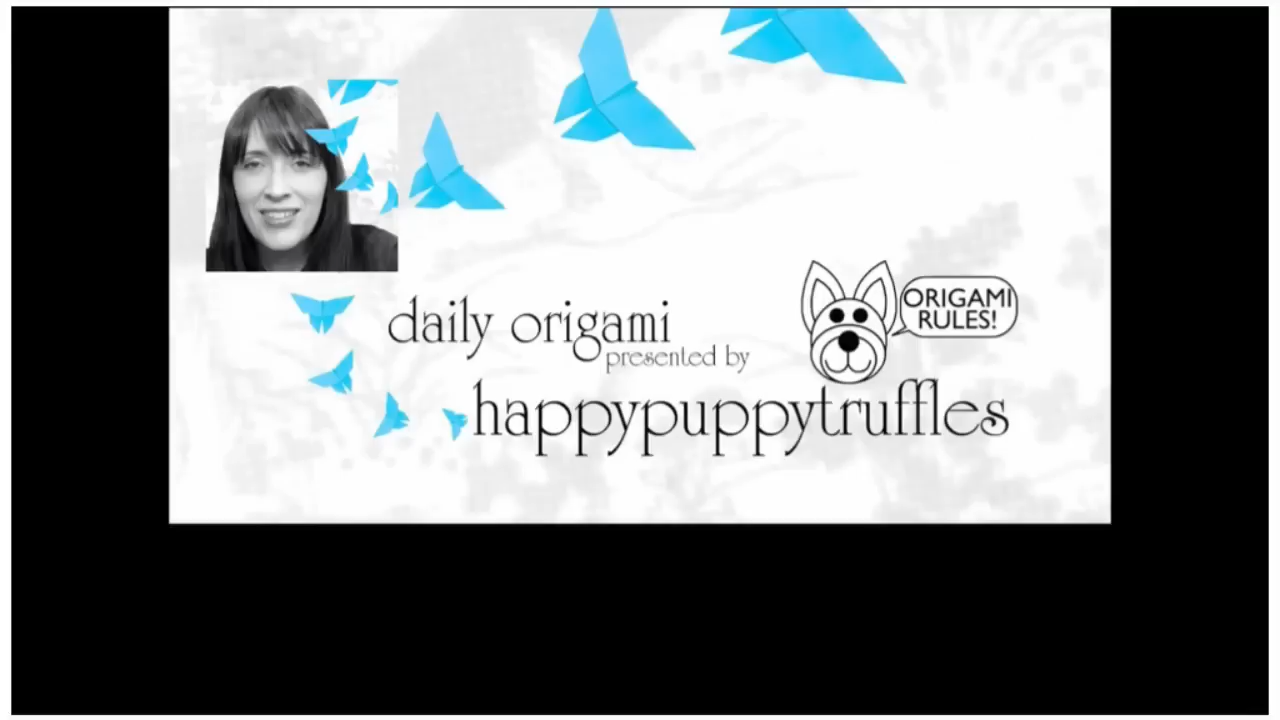 ORIGAMI
RULES!
daily origami
presented by
happypuppytruffles